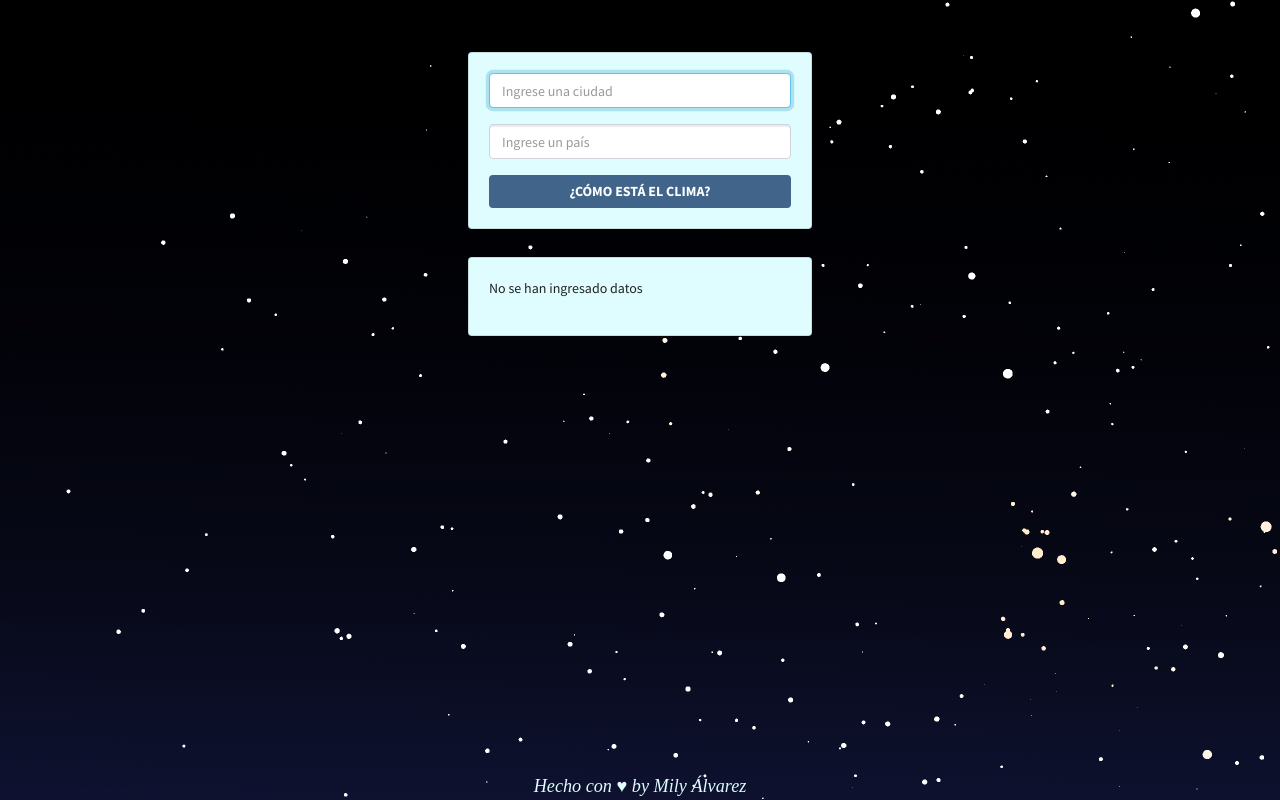 Ingrese una ciudad
Ingrese un país
¿CÓMO ESTÁ EL CLIMA?
No se han ingresado datos
Hecho con ♥ by Mily Álvarez